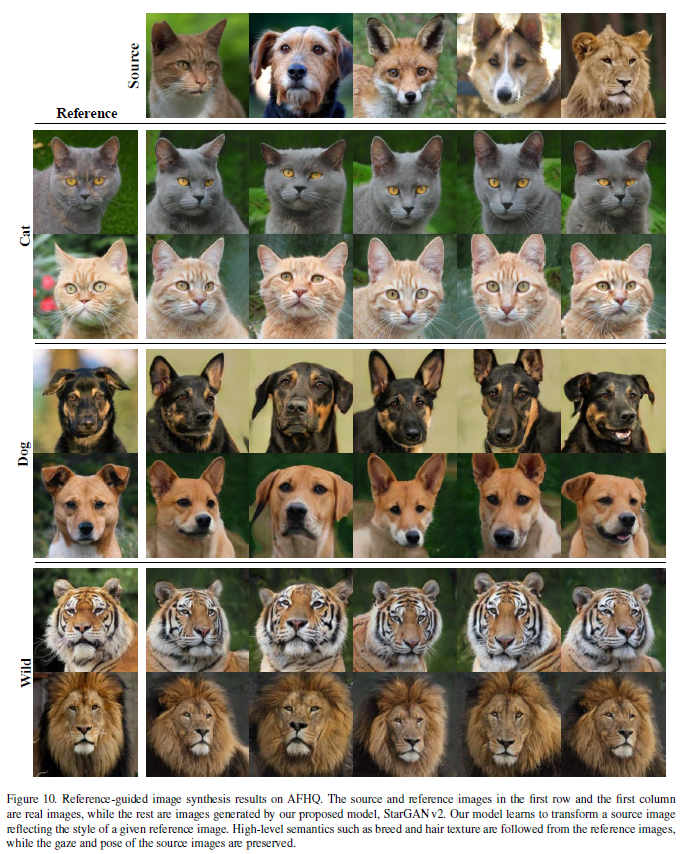 Source
Reference
Cat
Dog
Wild
Figure 10. Reference-guided image synthesis results on AFHQ. The source and reference images in the first row and the first column
are real images, while the rest are images generated by our proposed model, StarGAN v2. Our model learns to transform a source image
reflecting the style of a given reference image. High-level semantics such as breed and hair texture are followed from the reference images,
while the gaze and pose of the source images are preserved.